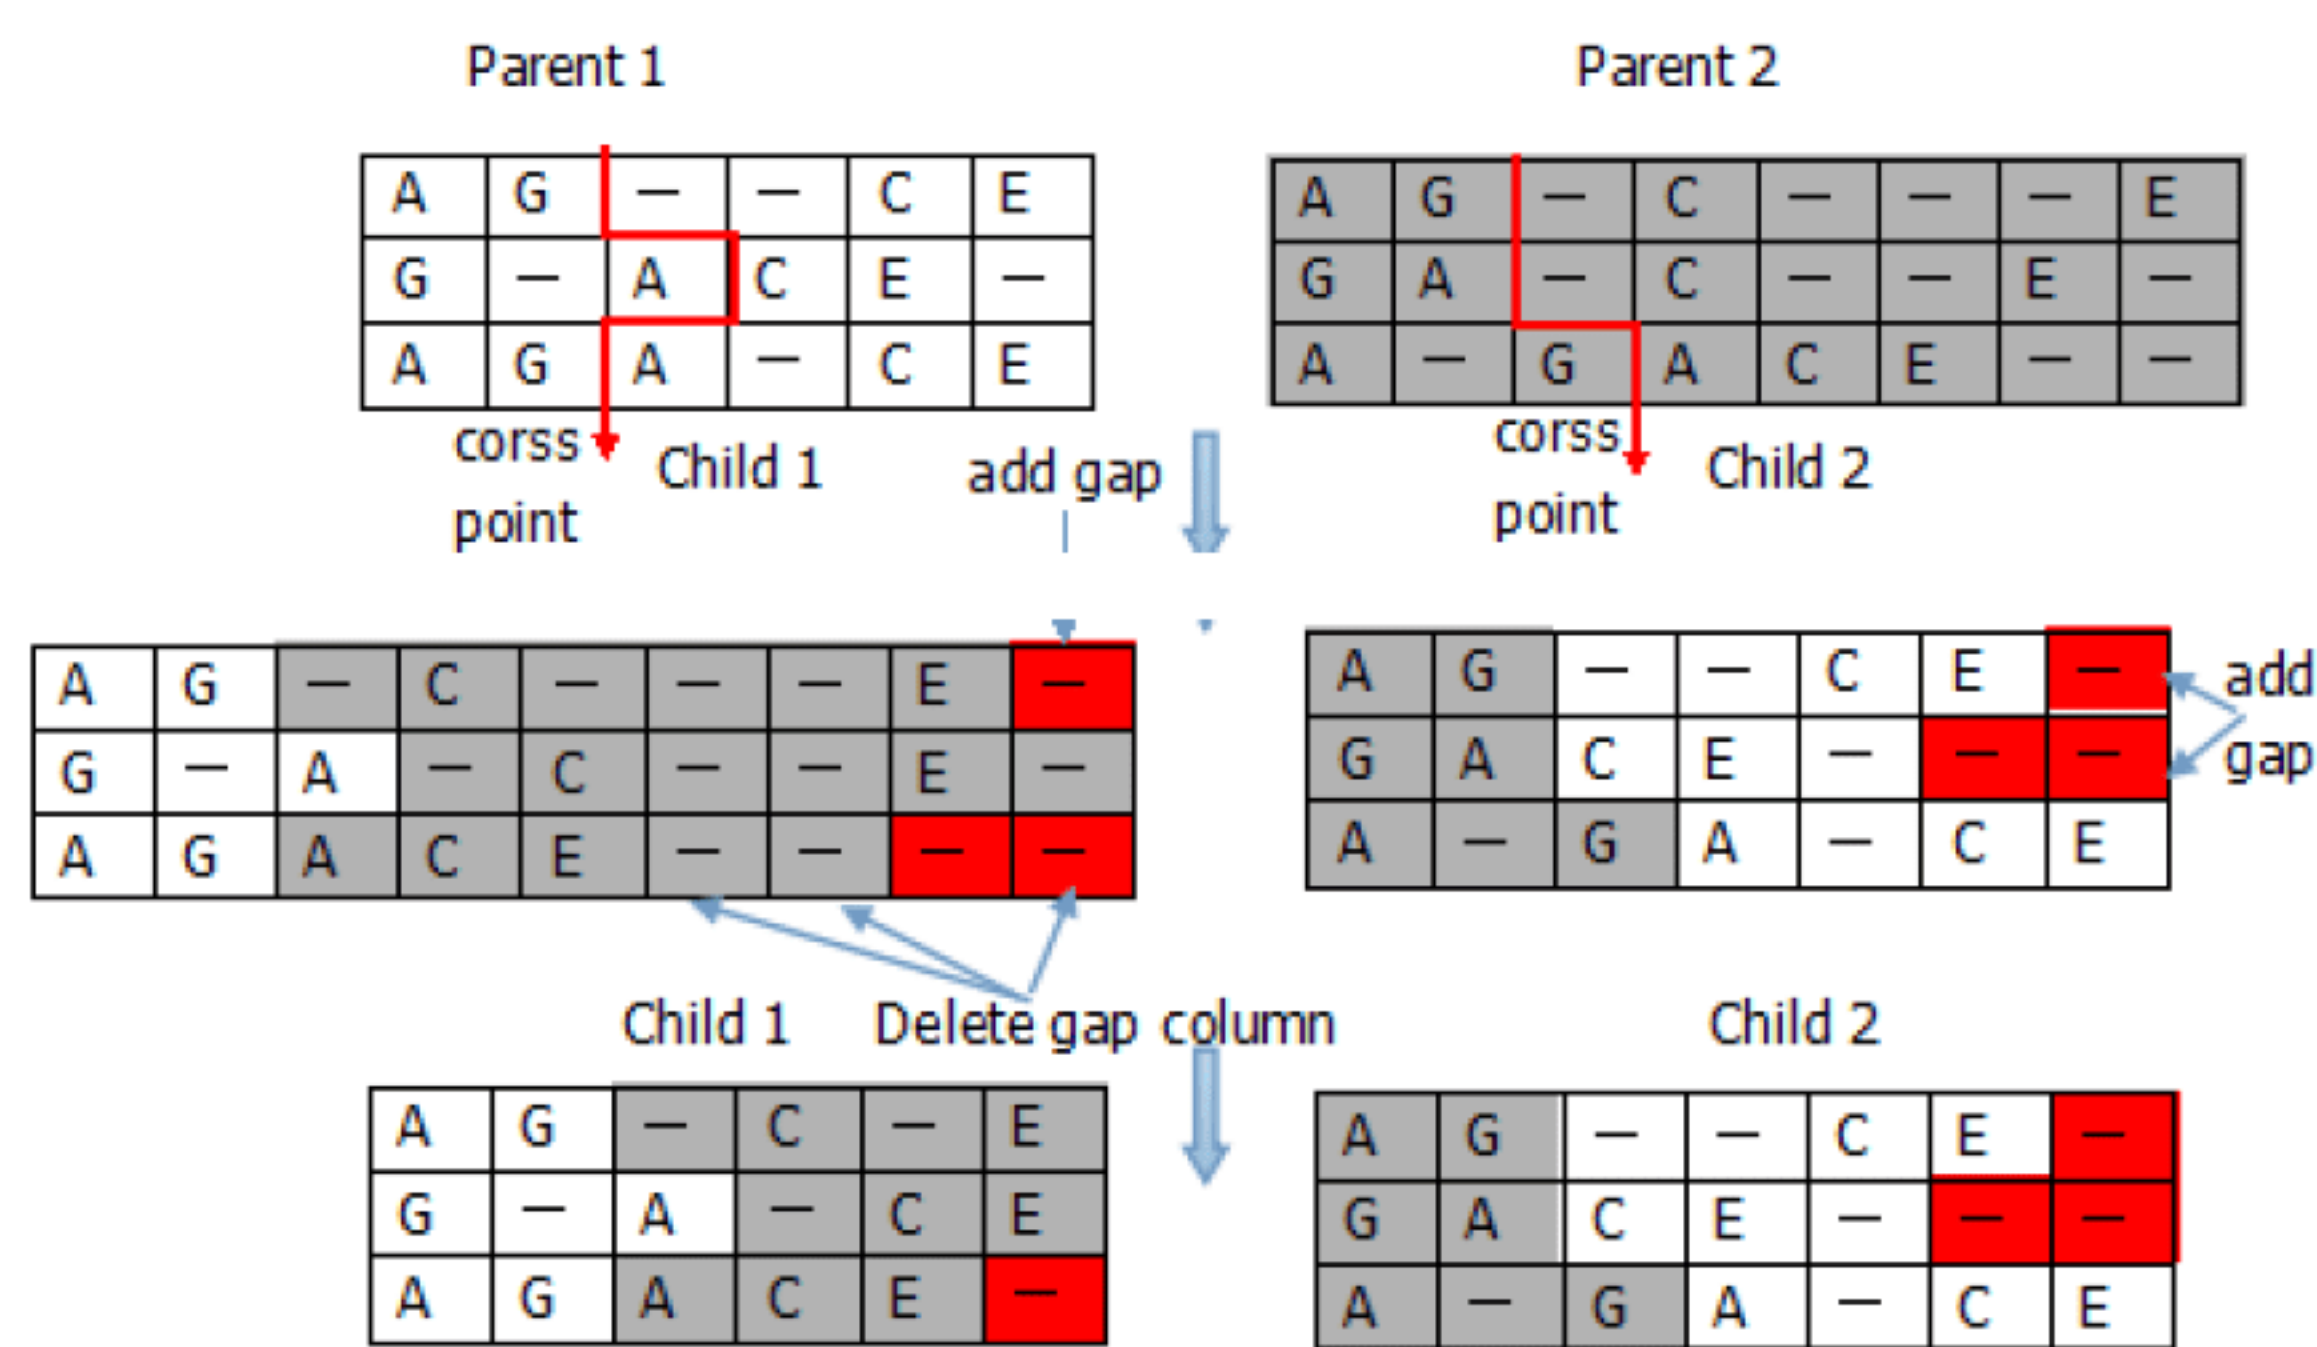 Parent 1
Parent 2
A G — — C E
G — A C E —
A G A — C E
A G — C — — — E
G A — C — — E —
A — G A C E — —
corss
point
Child 1
add gap
corss
point
Child 2
A G — C — — — E —
G — A — C — — E —
A G A C E — — — —
A G — — C E —
G A C E — — —
A — G A — C E
add
gap
Child 1
Delete gap column
Child 2
A G — C — E
G — A — C E
A G A C E —
A G — — C E —
G A C E — — —
A — G A — C E